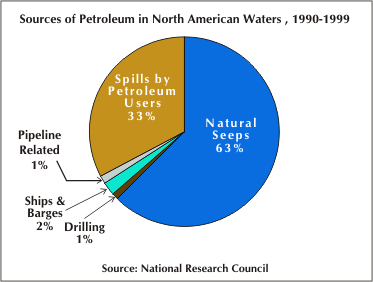 Sources of Petroleum in North American Waters , 1990-1999
Spills by
Petroleum
Users
33%
Natural
Seeps
63%
Pipeline
Related
1%
Ships &
Barges
2%
Drilling
1%
Source: National Research Council